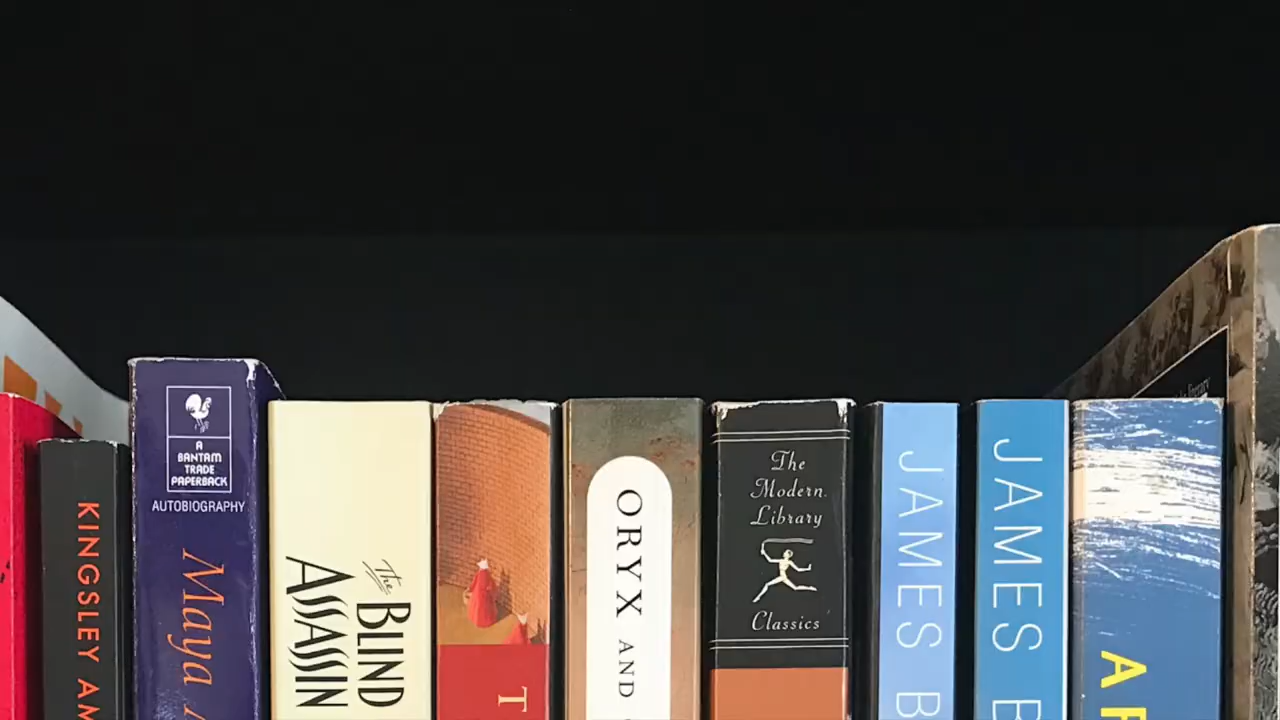 KINGSLEY AM
A
BANTAM
TRADE
PAPERBACK
AUTOBIOGRAPHY
Maya
The
BLIND
ASSASSIN
T
ORYX AND
The
Modern
Library
Classics
JAMES B
JAMES B
A F